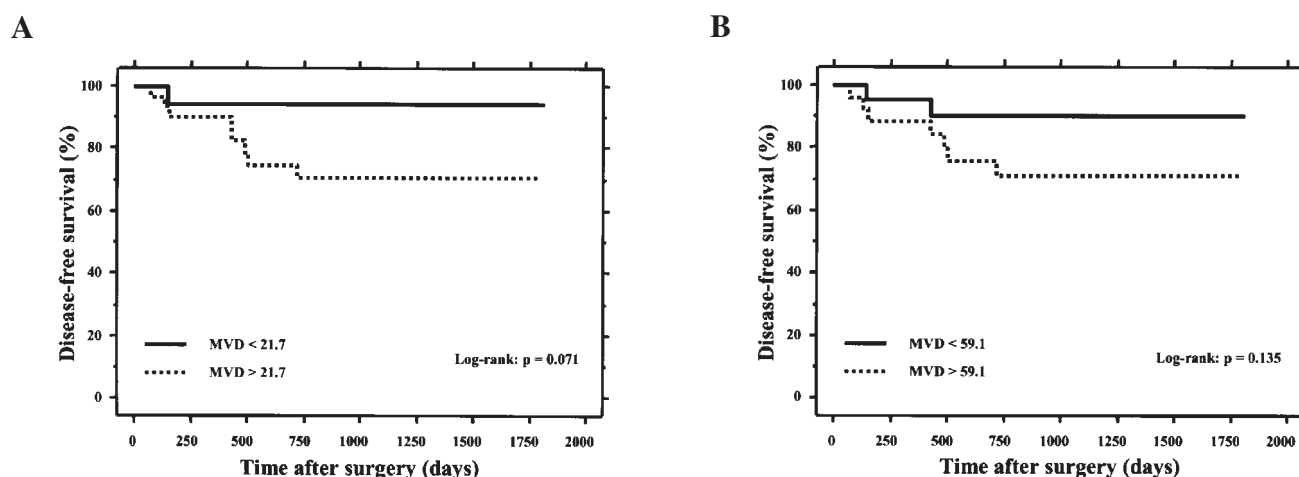 A
Disease-free survival (%)
100
80
60
40
20
0
MVD < 21.7
MVD > 21.7
Log-rank: p = 0.071
0 250 500 750 1000 1250 1500 1750 2000
Time after surgery (days)
B
Disease-free survival (%)
100
80
60
40
20
0
MVD < 59.1
MVD > 59.1
Log-rank: p = 0.135
0 250 500 750 1000 1250 1500 1750 2000
Time after surgery (days)